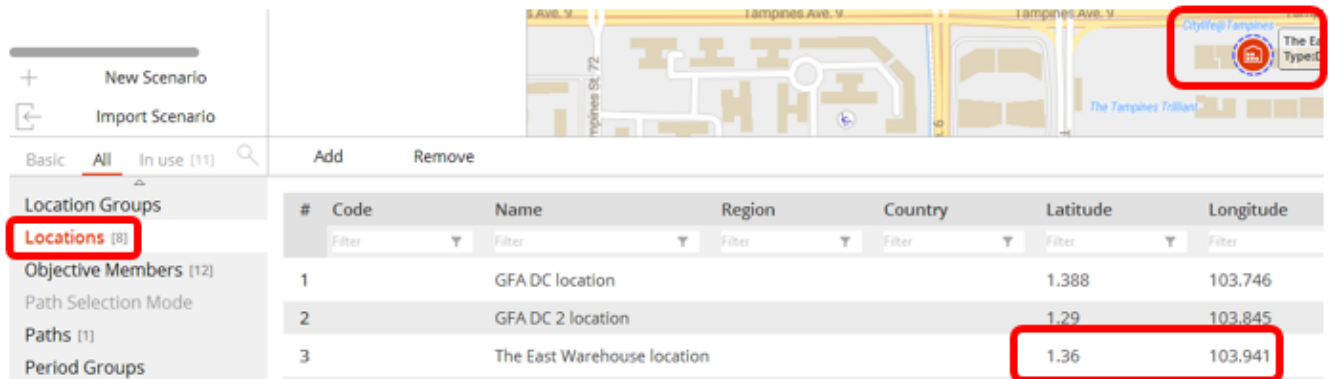 s Ave. 9
Tampines Ave. 9
Tampines Ave. 9
Citylife@Tampines
The Ea
Type:D
mpines St. 72
New Scenario
Import Scenario
The Tampines Trilliant
Basic All In use [11]
Add Remove
Location Groups
# Code Name Region Country Latitude Longitude
Locations [8]
Filter Filter Filter Filter Filter Filter
Objective Members [12]
1 GFA DC location 1.388 103.746
Path Selection Mode
2 GFA DC 2 location 1.29 103.845
Paths [1]
3 The East Warehouse location 1.36 103.941
Period Groups